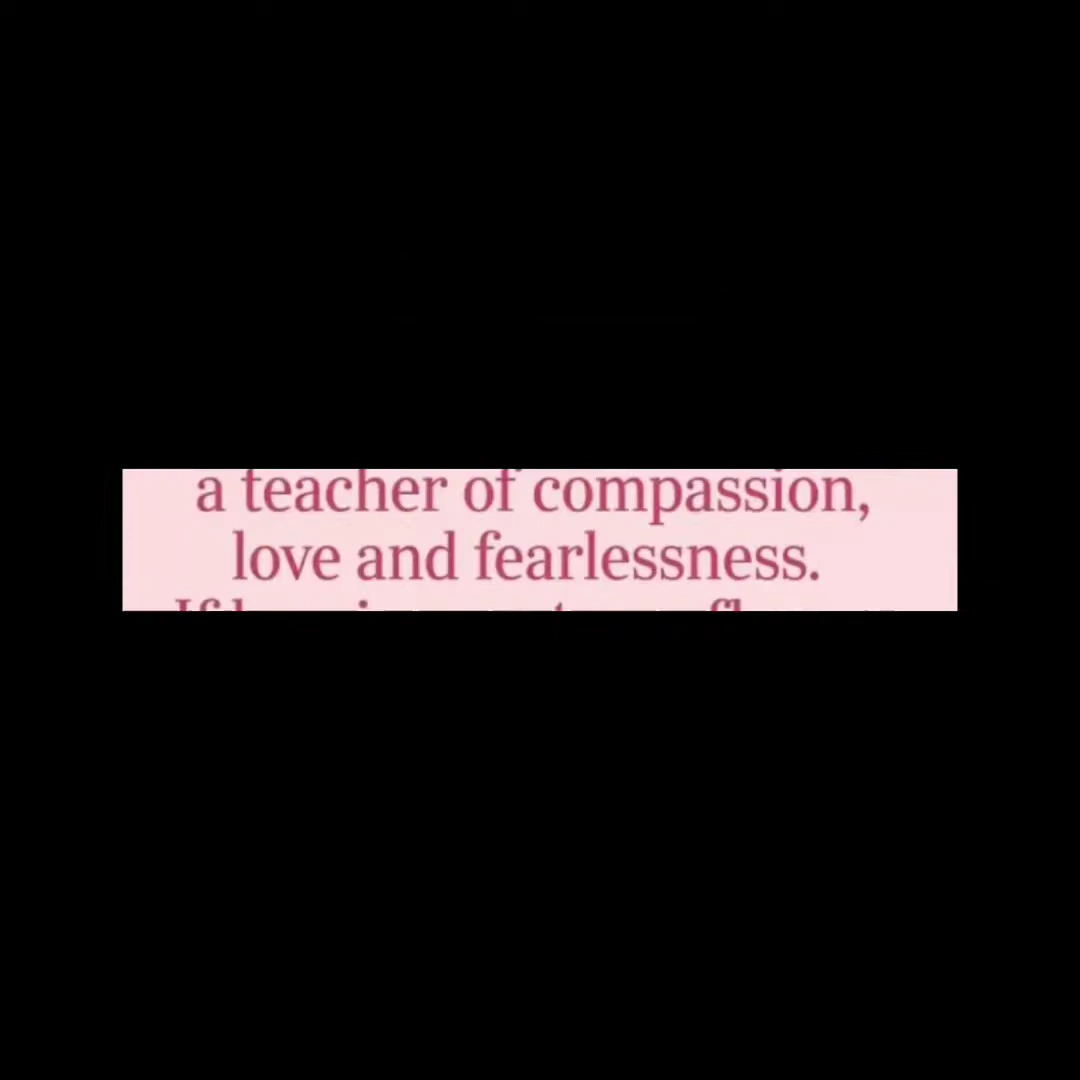 a teacher of compassion,
love and fearlessness.